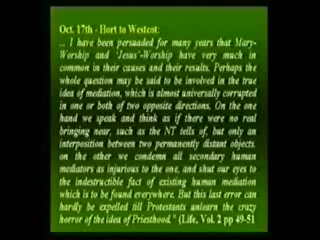 Oct. 17th - Hort to Westcot:
... I have been persuaded for many years that Mary-
Worship and 'Jesus'-Worship have very much in
common in their causes and their results. Perhaps the
whole question may be said to be involved in the true
idea of mediation, which is almost universally corrupted
in one or both of two opposite directions. On the one
hand we speak and think as if there were no real
bringing near, such as the NT tells of, but only an
interposition between two permanently distant objects.
on the other we condemn all secondary human
mediators as injurious to the one, and shut our eyes to
the indestructible fact of existing human mediation
which is to be found everywhere. But this last error can
hardly be expelled till Protestants unlearn the crazy
horror of the idea of Priesthood." (Life, Vol. 2 pp 49-51